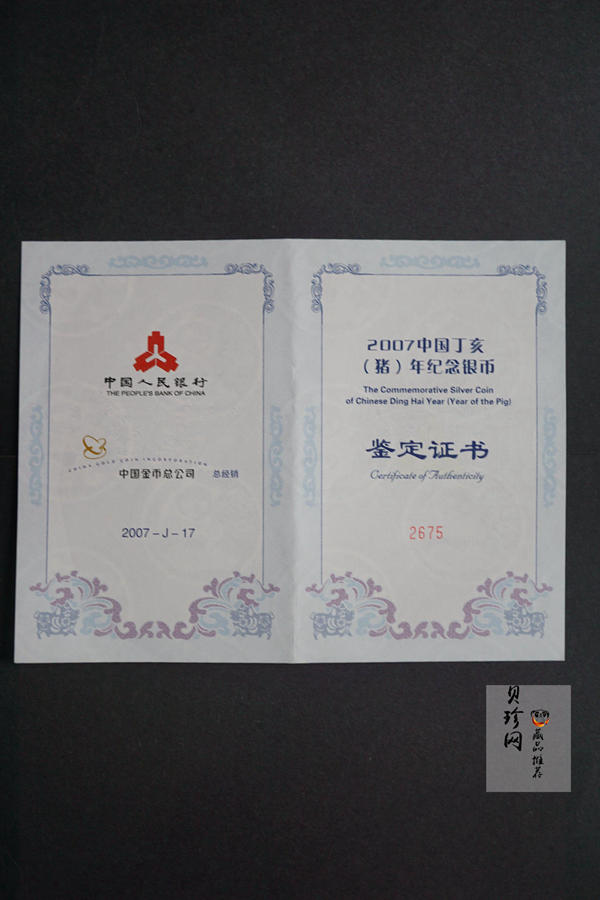 中国人民银行
THE PEOPLE'S BANK OF CHINA
CHINA GOLD COIN INCORPORATION
中国金币总公司 总经销
2007-J-17
2007中国丁亥
(猪)年纪念银币
The Commemorative Silver Coin
of Chinese Ding Hai Year (Year of the Pig)
鉴定证书
Certificate of Authenticity
2675
贝珍网
藏品推荐